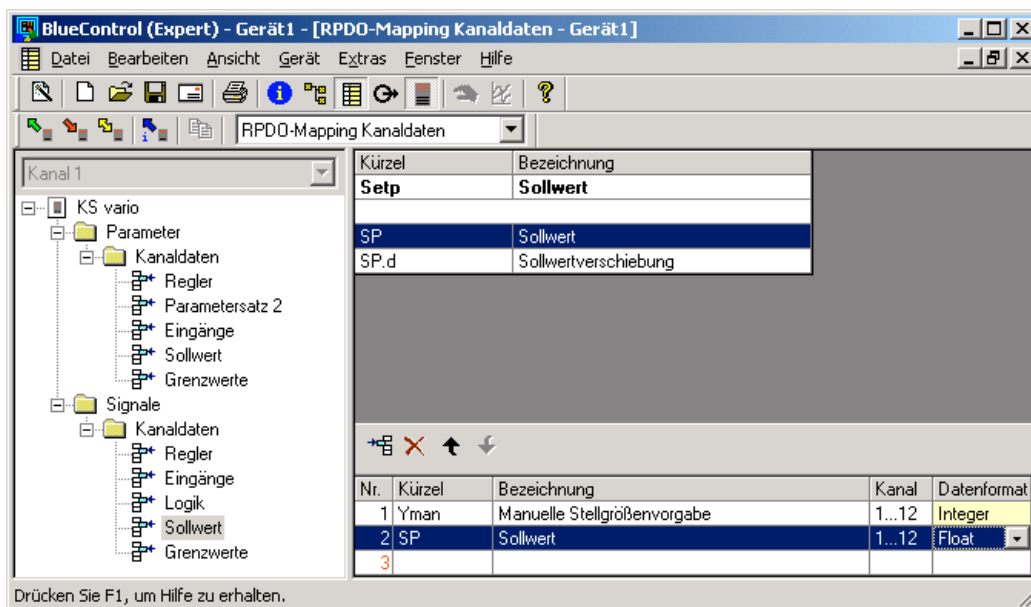 BlueControl (Expert) - Gerät1 - [RPDO-Mapping Kanaldaten - Gerät1]
Datei Bearbeiten Ansicht Gerät Extras Fenster Hilfe
RPDO-Mapping Kanaldaten
Kanal 1
KS vario
Parameter
Kanaldaten
Regler
Parametersatz 2
Eingänge
Sollwert
Grenzwerte
Signale
Kanaldaten
Regler
Eingänge
Logik
Sollwert
Grenzwerte
Kürzel Bezeichnung
Setp Sollwert
SP Sollwert
SP.d Sollwertverschiebung
Nr. Kürzel Bezeichnung Kanal Datenformat
1 Yman Manuelle Stellgrößenvorgabe 1...12 Integer
2 SP Sollwert 1...12 Float
3
Drücken Sie F1, um Hilfe zu erhalten.